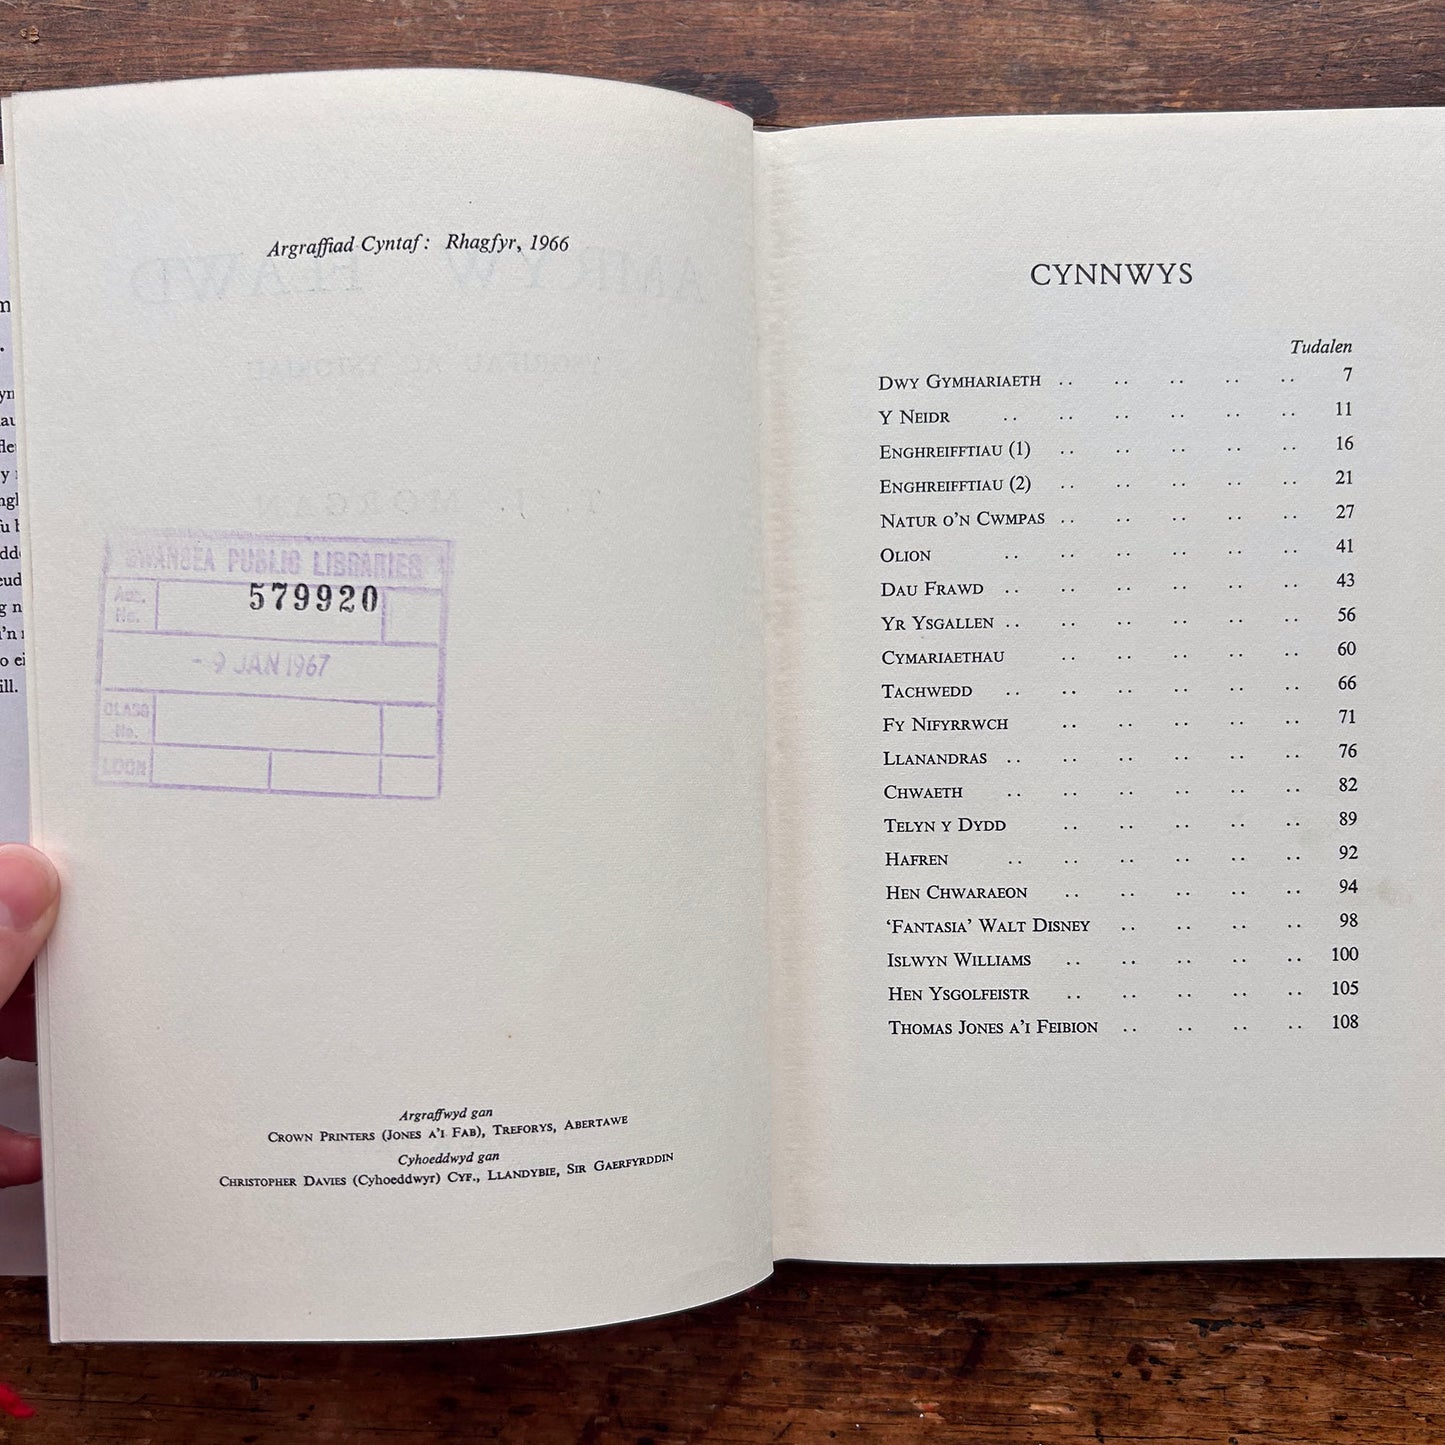 Argraffiad Cyntaf: Rhagfyr, 1966
SWANSEA PUBLIC LIBRARIES
Acc. No. 579920
- 9 JAN 1967
CLASS No.
LOCN
Argraffwyd gan
CROWN PRINTERS (JONES A'I FAB), TREFORYS, ABERTAWE
Cyhoeddwyd gan
CHRISTOPHER DAVIES (Cyhoeddwyr) CYF., LLANDYBIE, SIR GAERFYRDDIN
CYNNWYS
Tudalen
DWY GYMHARIAETH .. .. .. .. .. 7
Y NEIDR .. .. .. .. .. .. 11
ENGHREIFFTIAU (1) .. .. .. .. .. 16
ENGHREIFFTIAU (2) .. .. .. .. .. 21
NATUR O'N CWMPAS .. .. .. .. .. 27
OLION .. .. .. .. .. .. 41
DAU FRAWD .. .. .. .. .. .. 43
YR YSGALLEN .. .. .. .. .. .. 56
CYMARIAETHAU .. .. .. .. .. 60
TACHWEDD .. .. .. .. .. .. 66
FY NIFYRRWCH .. .. .. .. .. 71
LLANANDRAS .. .. .. .. .. .. 76
CHWAETH .. .. .. .. .. .. 82
TELYN Y DYDD .. .. .. .. .. 89
HAFREN .. .. .. .. .. .. 92
HEN CHWARAEON .. .. .. .. .. 94
'FANTASIA' WALT DISNEY .. .. .. .. 98
ISLWYN WILLIAMS .. .. .. .. .. 100
HEN YSGOLFEISTR .. .. .. .. .. 105
THOMAS JONES A'I FEIBION .. .. .. .. 108